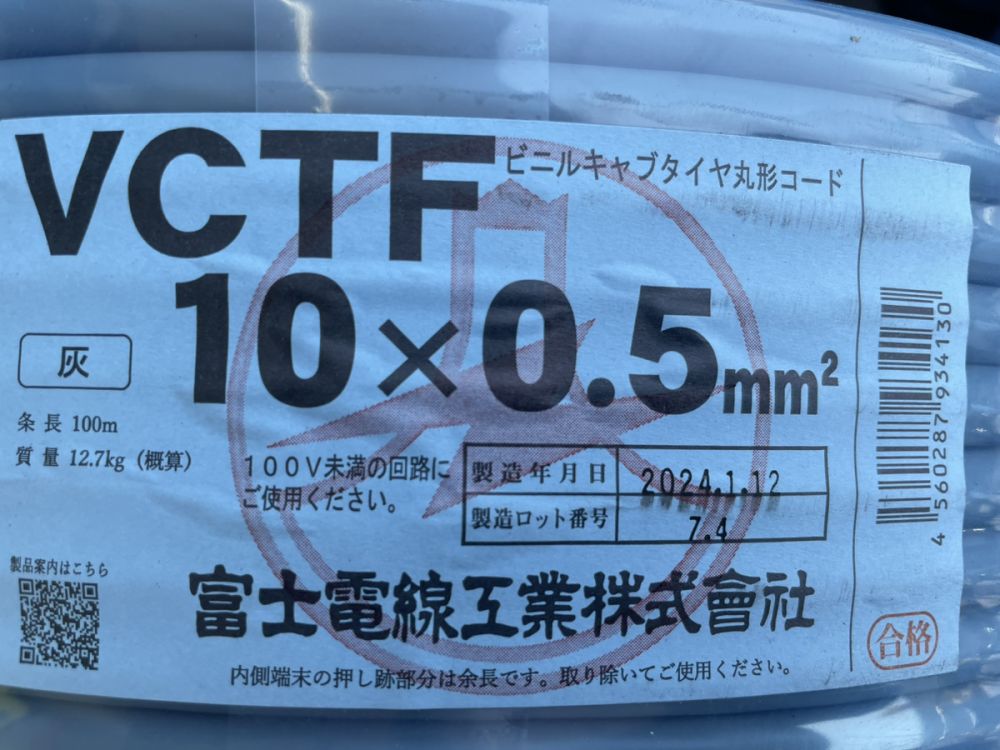 VCTF
ビニルキャブタイヤ丸形コード
10×0.5mm²
灰
条長 100m
質量 12.7kg（概算）
100V未満の回路に
ご使用ください。
製造年月日 2024.1.12
製造ロット番号 7.4
製品案内はこちら
富士電線工業株式會社
内側端末の押し跡部分は余長です。取り除いてご使用ください。
4 560287 934130
合格